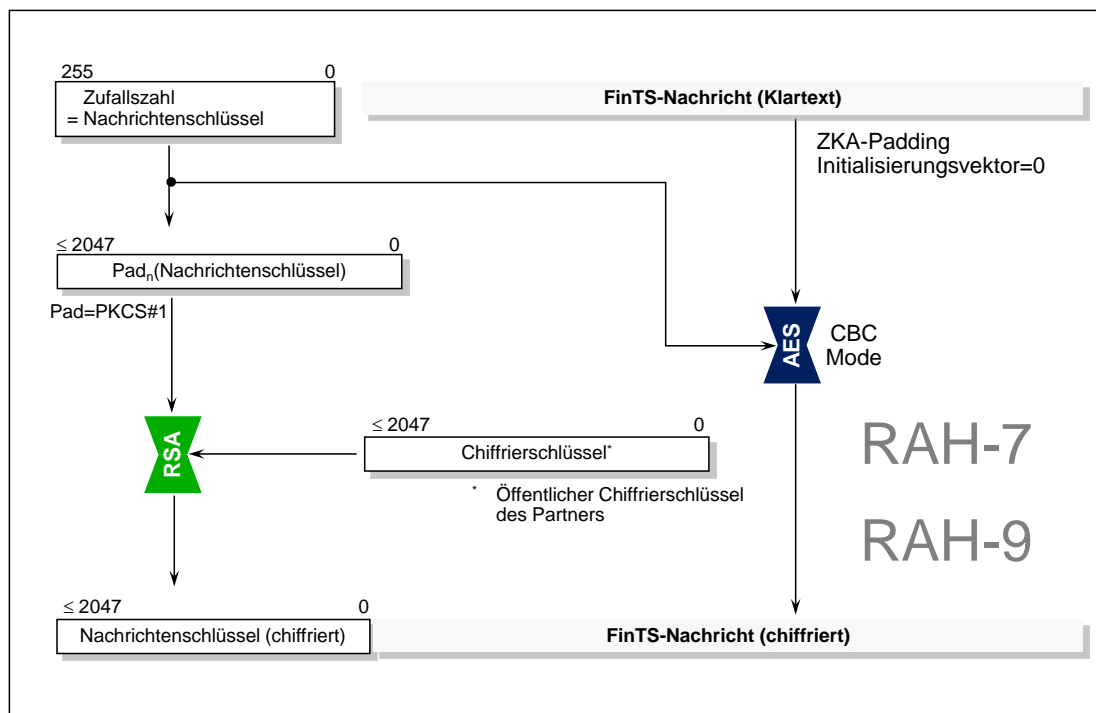 255 0
Zufallszahl
= Nachrichtenschlüssel
FinTS-Nachricht (Klartext)
ZKA-Padding
Initialisierungsvektor=0
≤ 2047 0
Padn(Nachrichtenschlüssel)
Pad=PKCS#1
AES
CBC
Mode
RSA
≤ 2047 0
Chiffrierschlüssel*
* Öffentlicher Chiffrierschlüssel
des Partners
RAH-7
RAH-9
≤ 2047 0
Nachrichtenschlüssel (chiffriert)
FinTS-Nachricht (chiffriert)